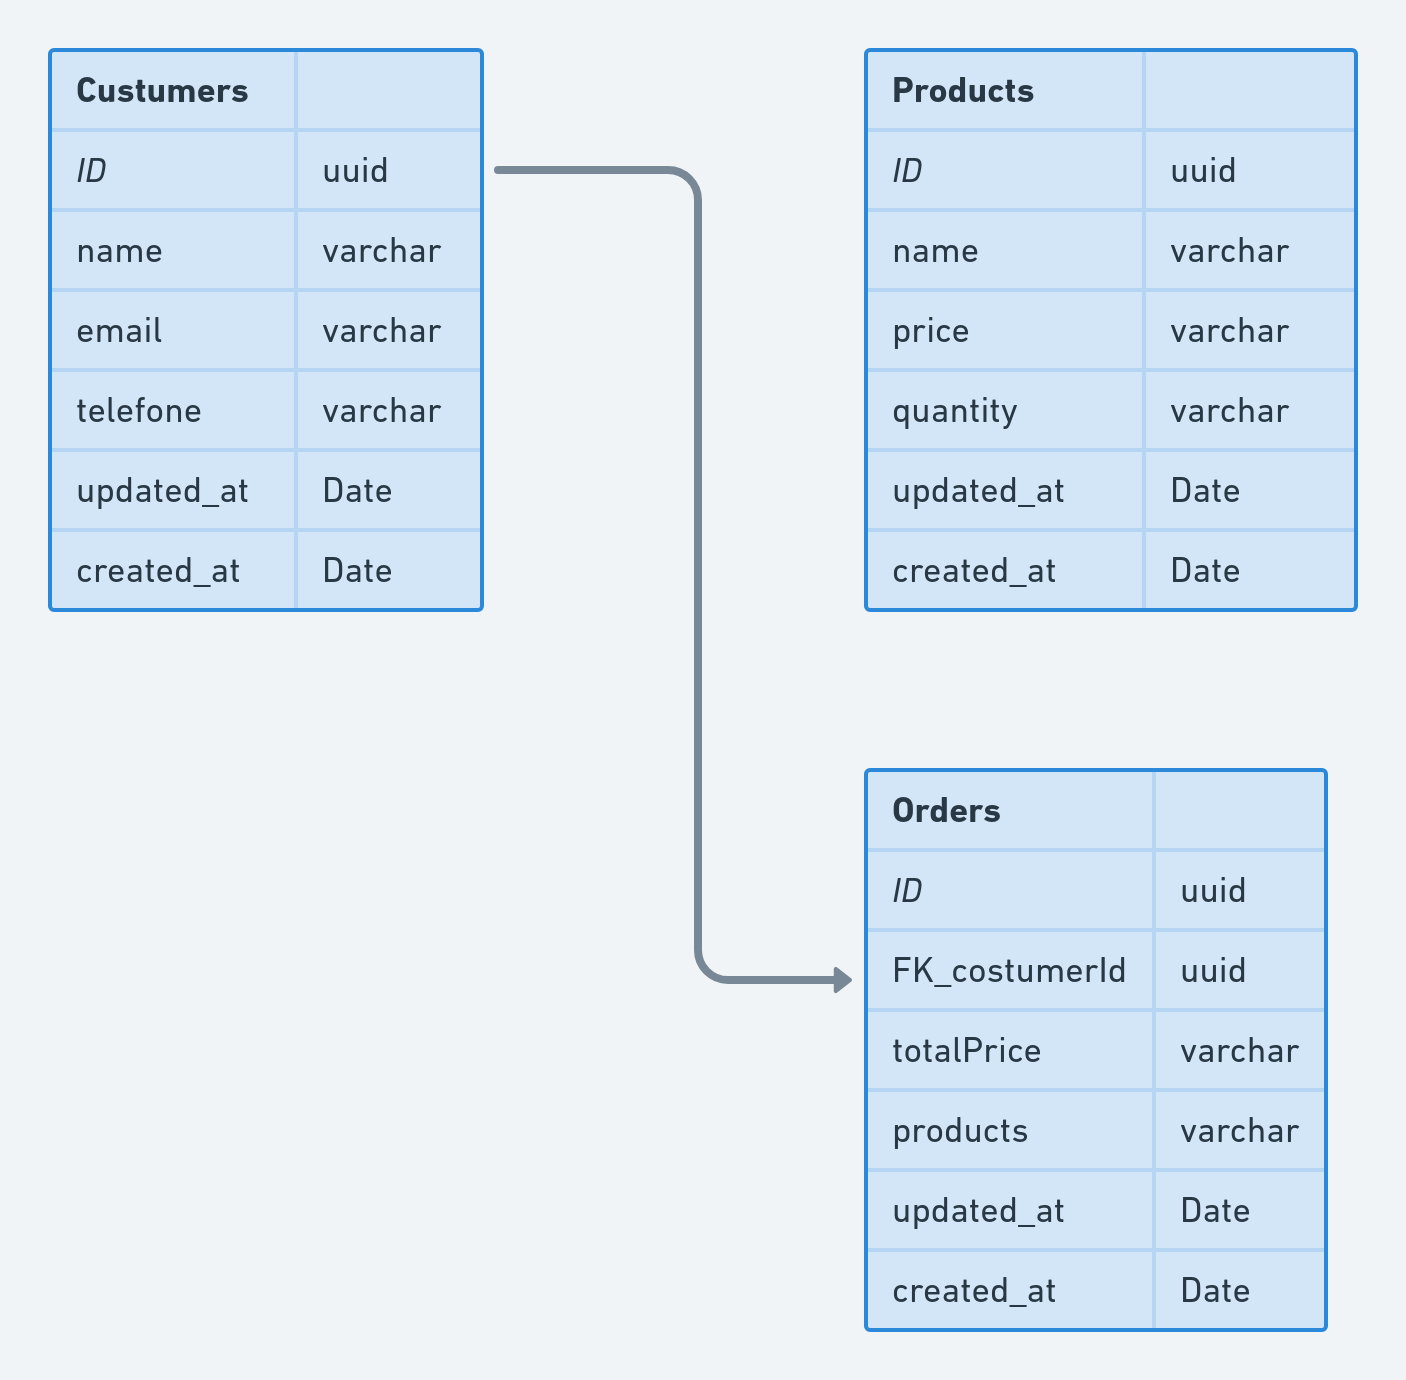 Custumers
ID uuid
name varchar
email varchar
telefone varchar
updated_at Date
created_at Date
Products
ID uuid
name varchar
price varchar
quantity varchar
updated_at Date
created_at Date
Orders
ID uuid
FK_costumerId uuid
totalPrice varchar
products varchar
updated_at Date
created_at Date